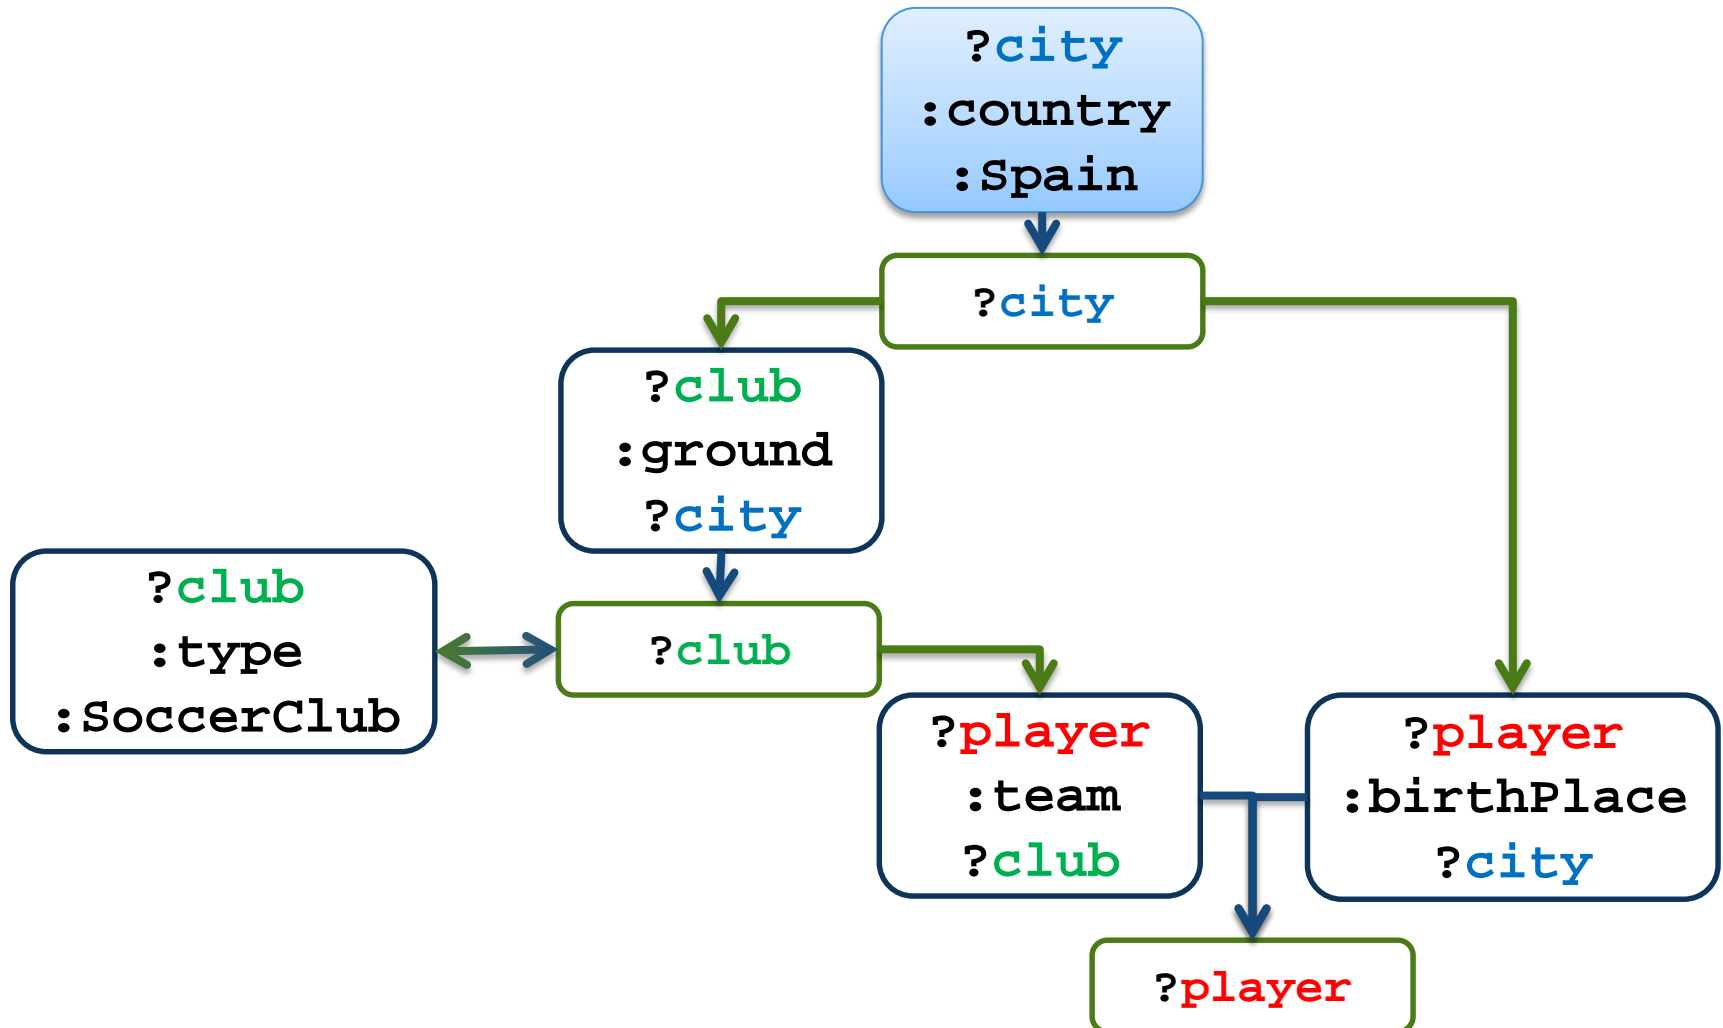 ?city
:country
:Spain
?city
?club
:ground
?city
?club
:type
:SoccerClub
?club
?player
:team
?club
?player
:birthPlace
?city
?player